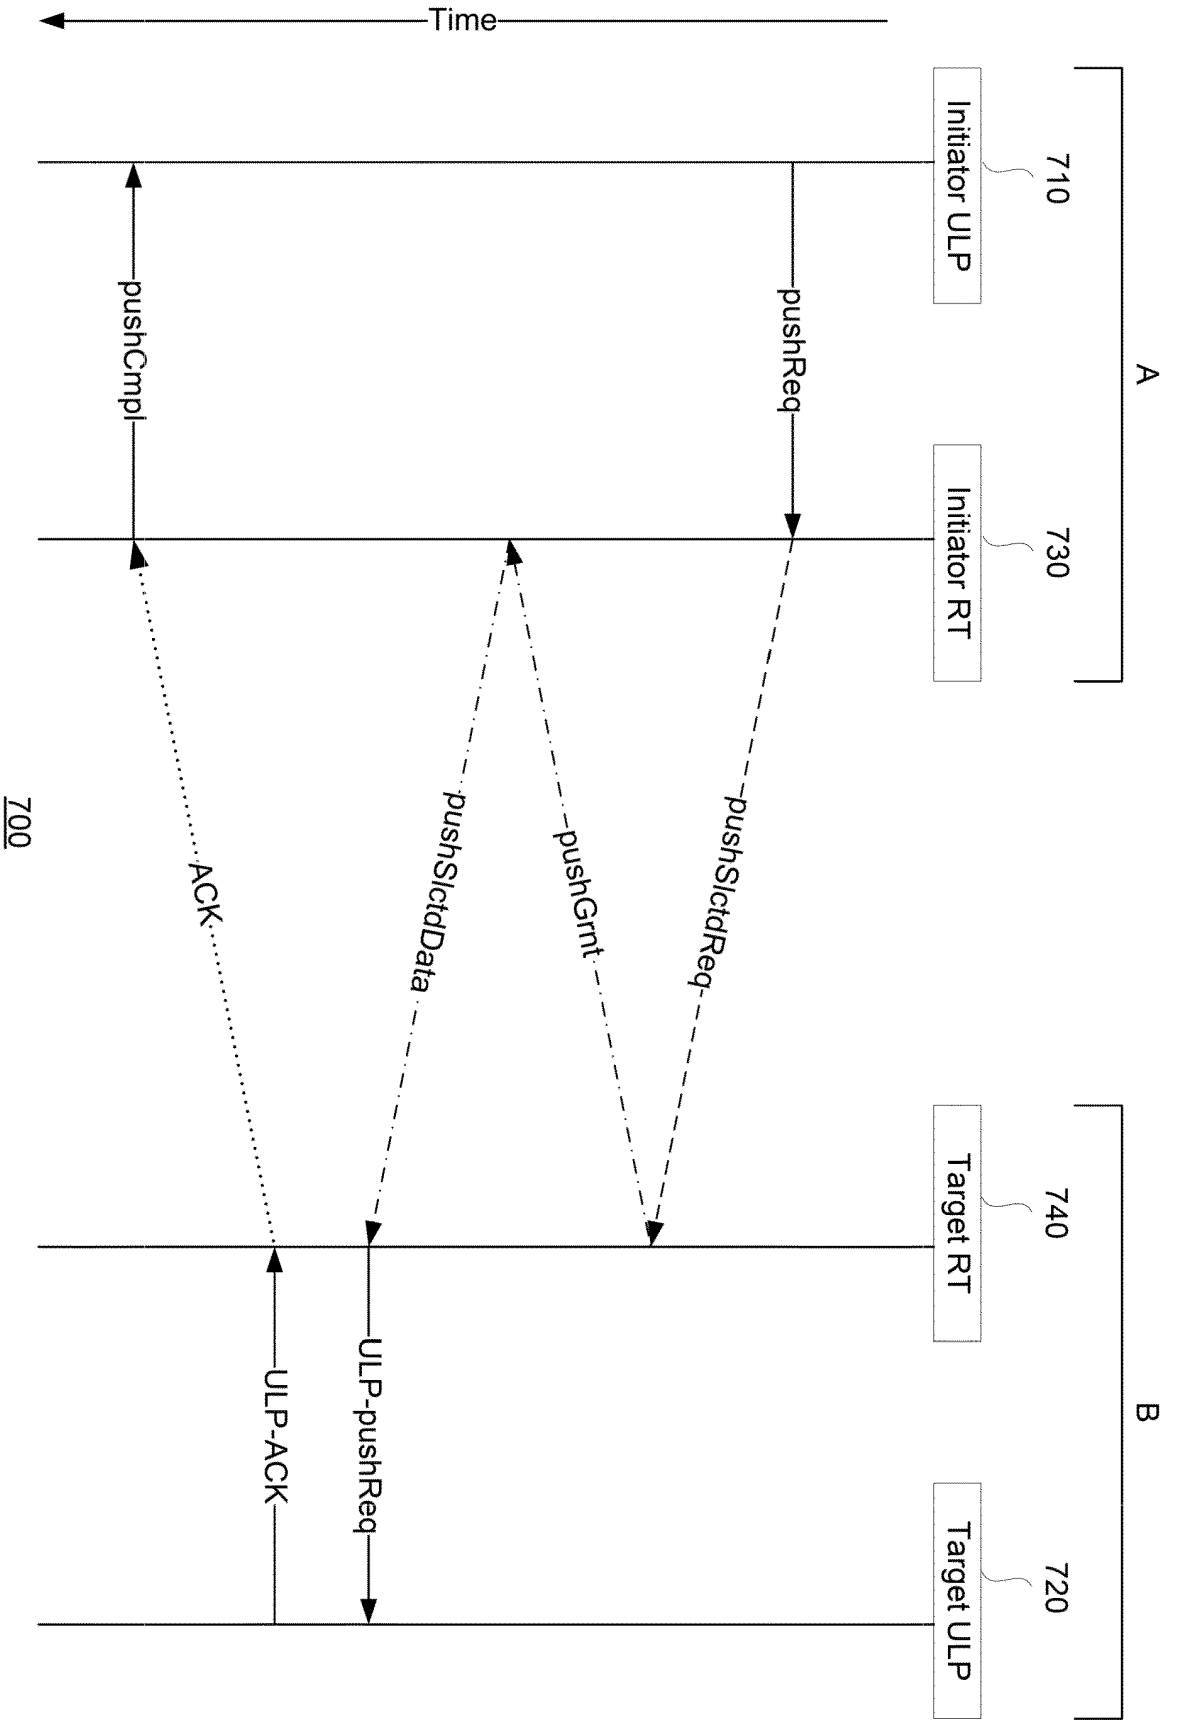 A
B
710
730
740
720
Initiator ULP
Initiator RT
Target RT
Target ULP
Time
pushReq
pushSlctdReq
pushGrnt
pushSlctdData
ULP-pushReq
ULP-ACK
ACK
pushCmpl
700